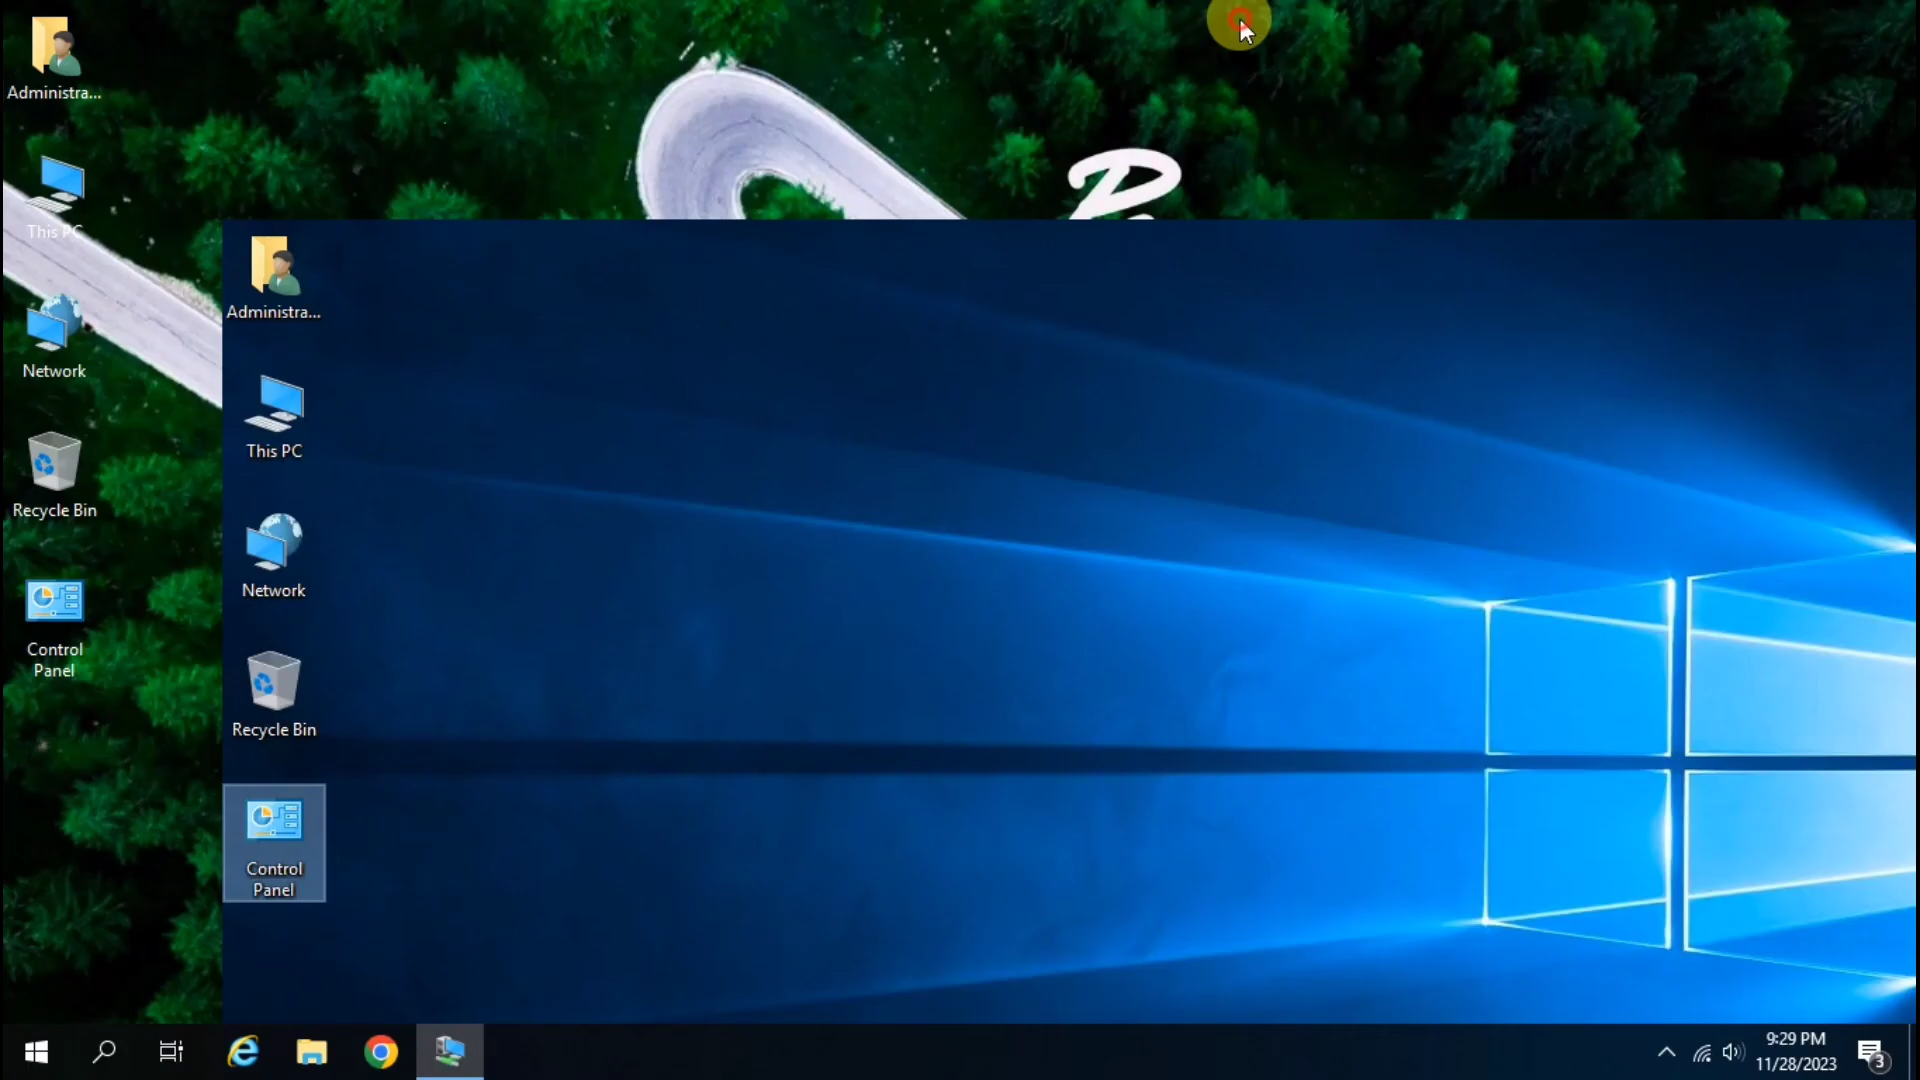 Administra...
This PC
Network
Recycle Bin
Control
Panel
Administra...
This PC
Network
Recycle Bin
Control
Panel
9:29 PM
11/28/2023
3